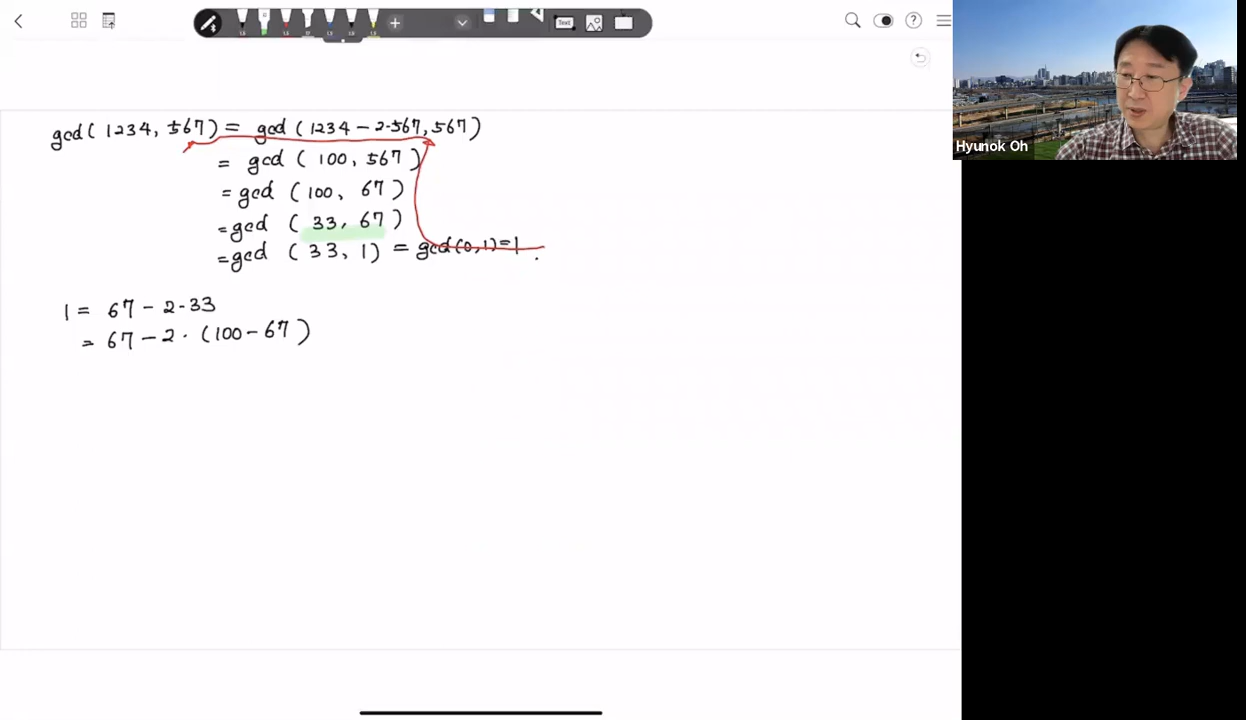 Text
Hyunok Oh
gcd( 1234, 567) = gcd (1234 - 2·567, 567)
= gcd ( 100, 567)
= gcd ( 100, 67)
= gcd ( 33, 67)
= gcd ( 33, 1) = gcd(0,1)=1.
1 = 67 - 2·33
= 67 - 2· (100 - 67 )